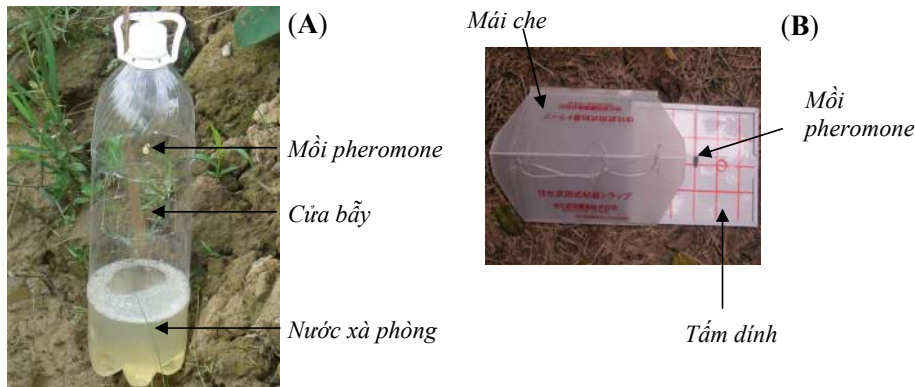 (A)
Mồi pheromone
Cửa bẫy
Nước xà phòng
Mái che
(B)
Mồi
pheromone
Tấm dính